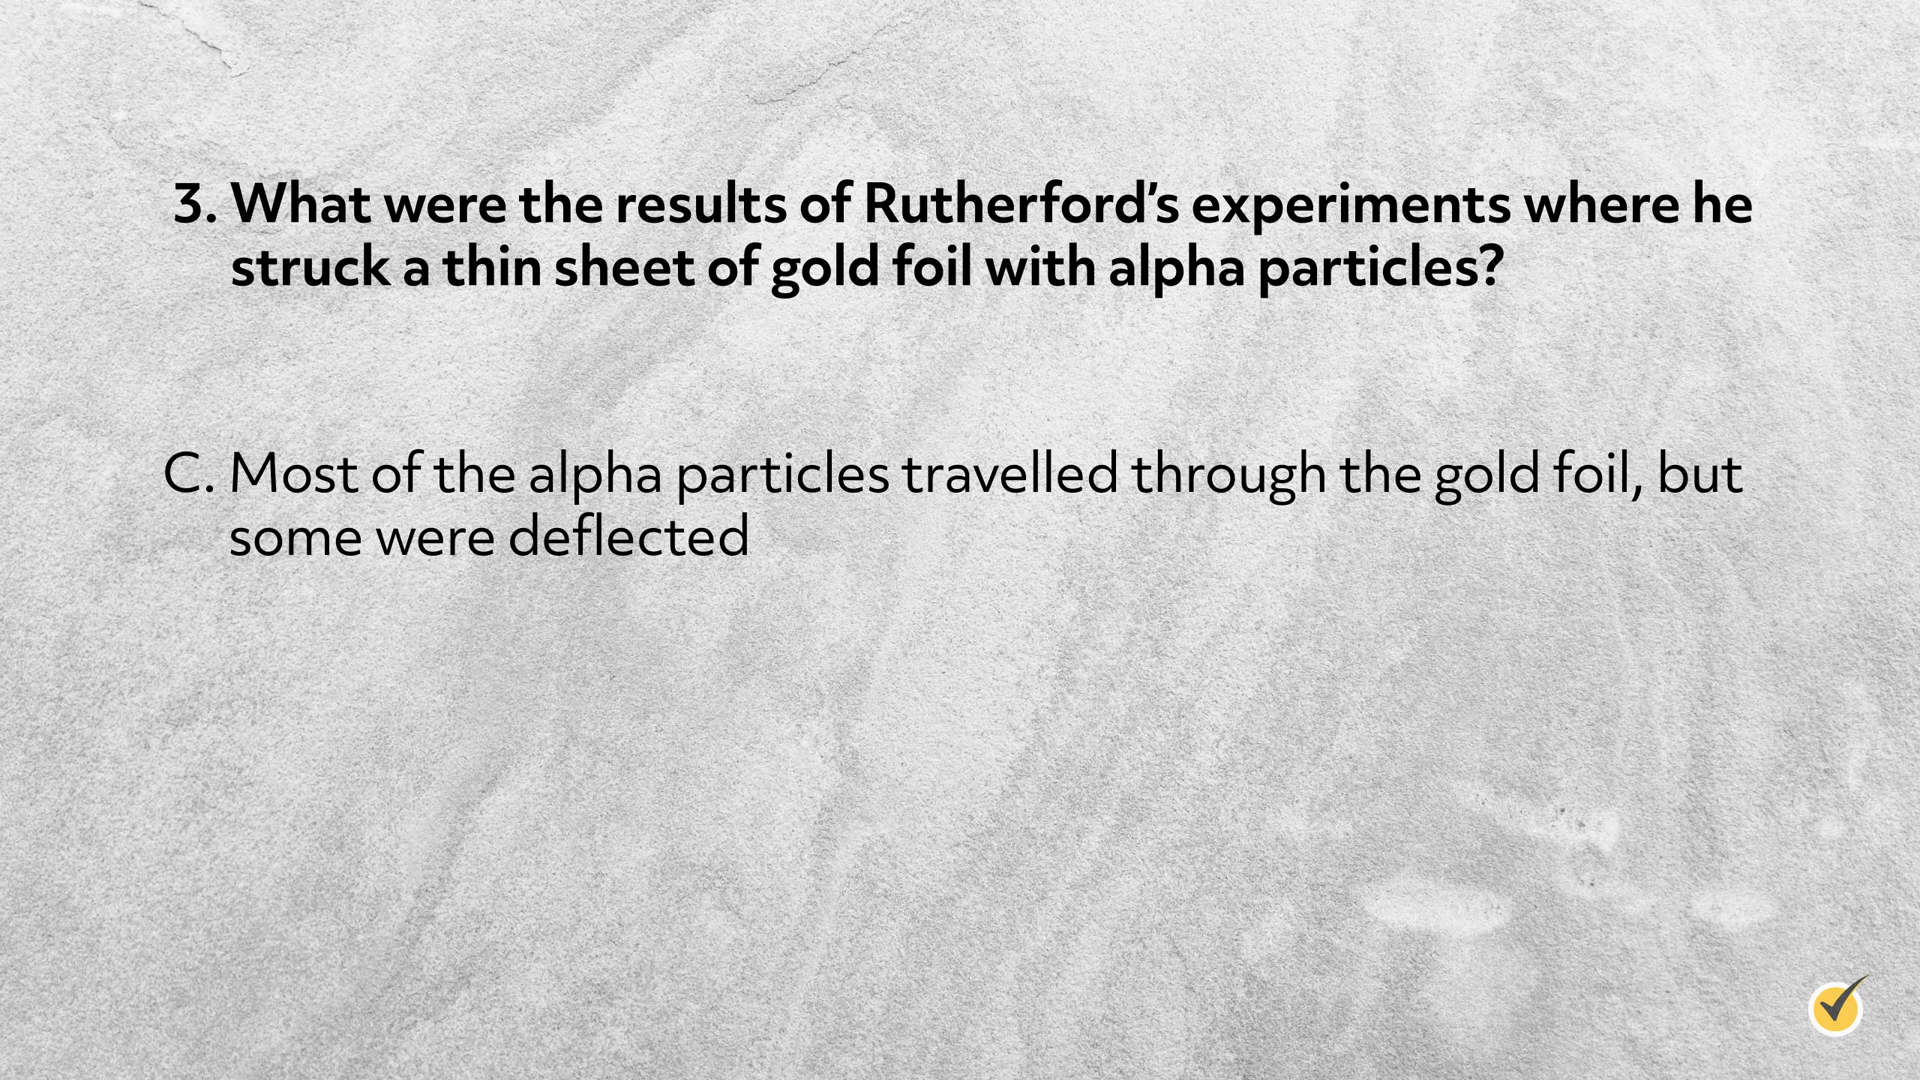 3. What were the results of Rutherford’s experiments where he
struck a thin sheet of gold foil with alpha particles?
C. Most of the alpha particles travelled through the gold foil, but
some were deflected